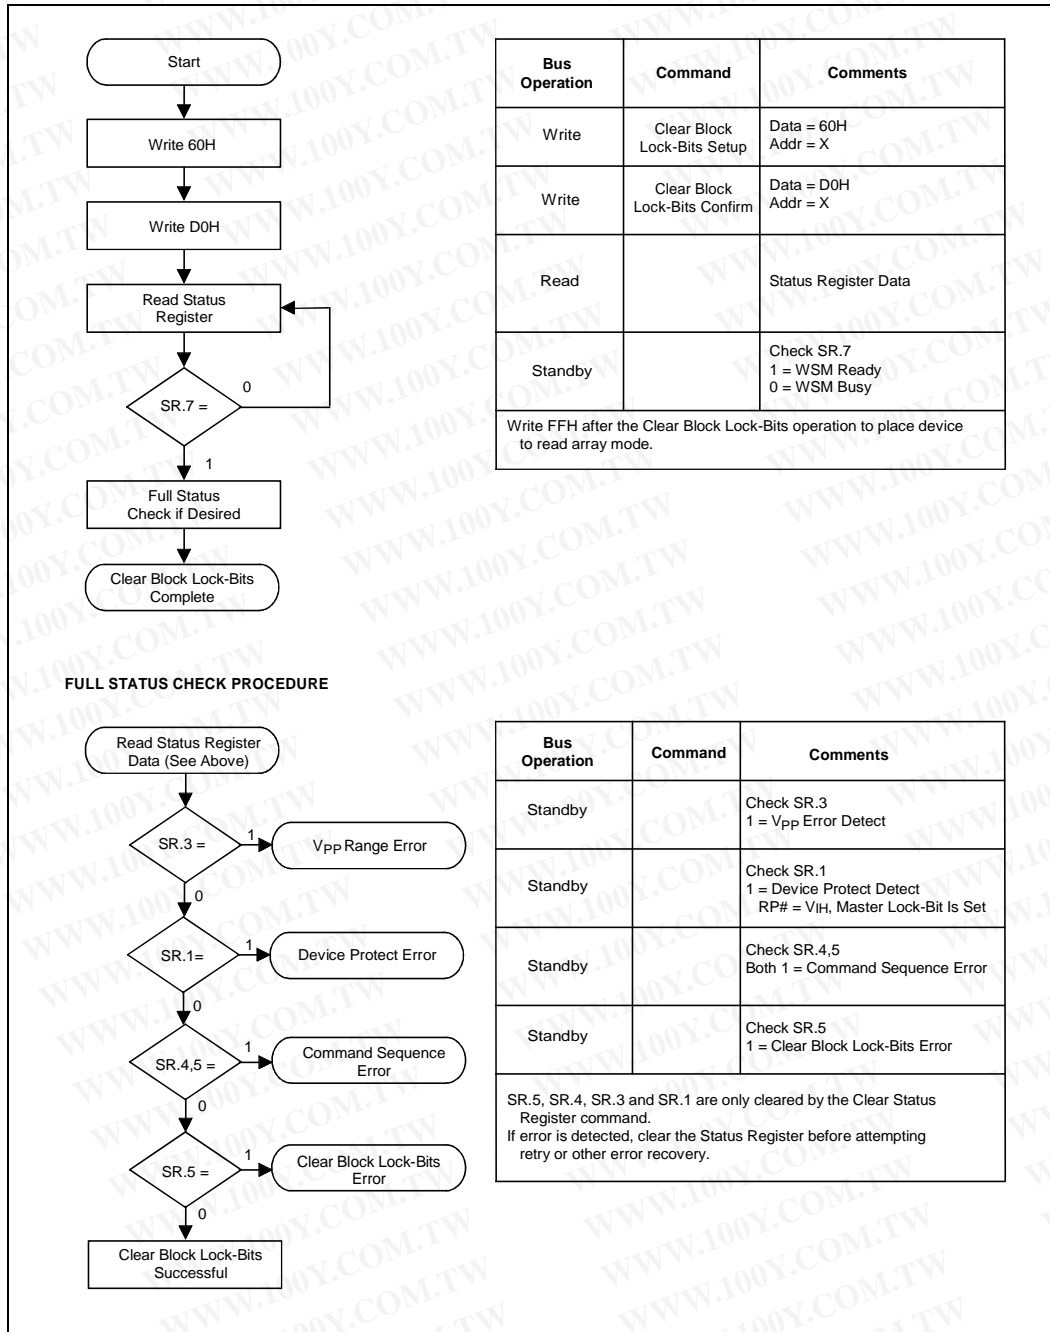 Start
Write 60H
Write D0H
Read Status
Register
0
SR.7 =
1
Full Status
Check if Desired
Clear Block Lock-Bits
Complete
Bus
Operation
Command
Comments
Write
Clear Block
Lock-Bits Setup
Data = 60H
Addr = X
Write
Clear Block
Lock-Bits Confirm
Data = D0H
Addr = X
Read
Status Register Data
Standby
Check SR.7
1 = WSM Ready
0 = WSM Busy
Write FFH after the Clear Block Lock-Bits operation to place device
to read array mode.
FULL STATUS CHECK PROCEDURE
Read Status Register
Data (See Above)
SR.3 =
1
VPP Range Error
0
SR.1=
1
Device Protect Error
0
SR.4,5 =
1
Command Sequence
Error
0
SR.5 =
1
Clear Block Lock-Bits
Error
0
Clear Block Lock-Bits
Successful
Bus
Operation
Command
Comments
Standby
Check SR.3
1 = VPP Error Detect
Standby
Check SR.1
1 = Device Protect Detect
RP# = VIH, Master Lock-Bit Is Set
Standby
Check SR.4,5
Both 1 = Command Sequence Error
Standby
Check SR.5
1 = Clear Block Lock-Bits Error
SR.5, SR.4, SR.3 and SR.1 are only cleared by the Clear Status
Register command.
If error is detected, clear the Status Register before attempting
retry or other error recovery.
WWW.100Y.COM.TW